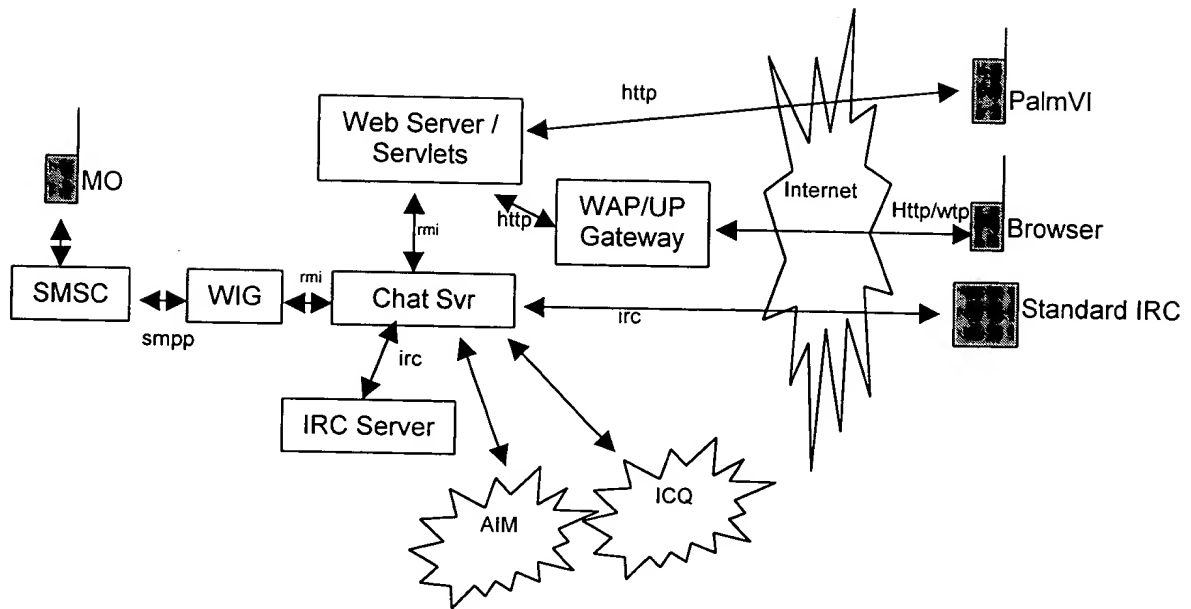 http
PalmVI
Web Server /
Servlets
MO
Internet
WAP/UP
Gateway
http
rmi
Http/wtp
Browser
SMSC
WIG
rmi
Chat Svr
smpp
irc
Standard IRC
irc
IRC Server
AIM
ICQ